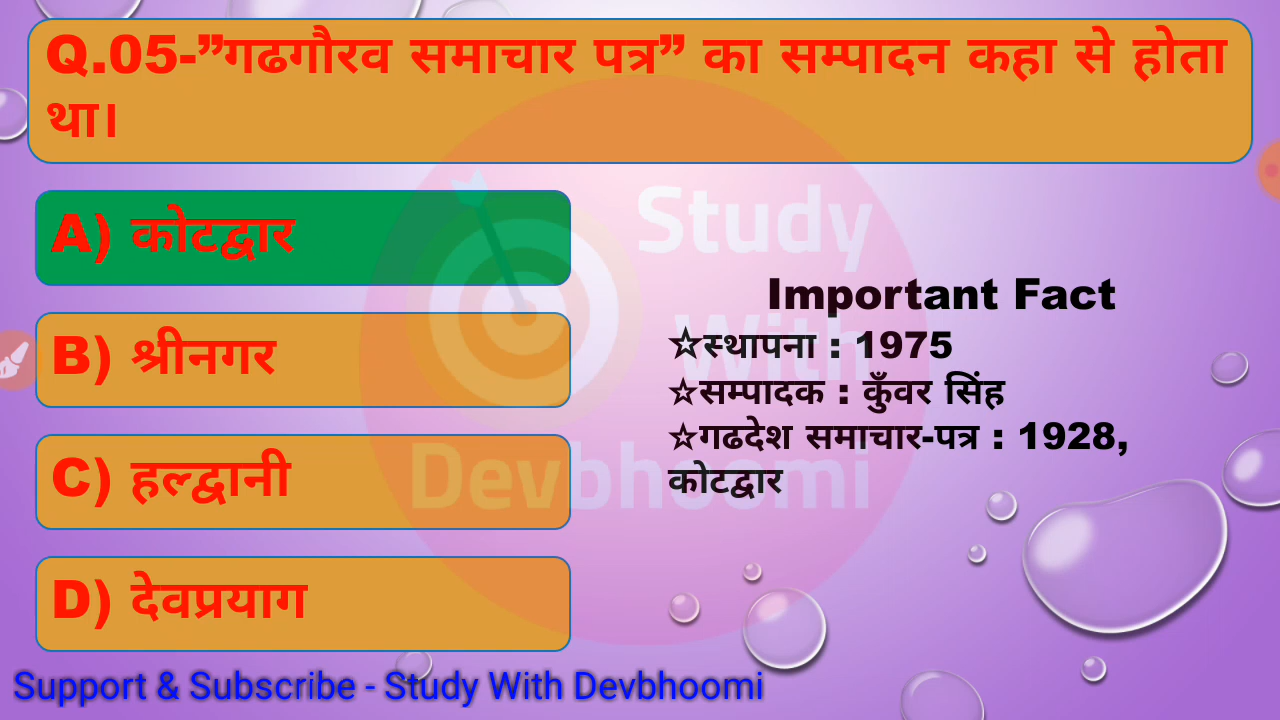 Q.05-”गढगौरव समाचार पत्र” का सम्पादन कहा से होता
था।
A) कोटद्वार
B) श्रीनगर
C) हल्द्वानी
D) देवप्रयाग
Study
With
Devbhoomi
Important Fact
☆स्थापना : 1975
☆सम्पादक : कुँवर सिंह
☆गढदेश समाचार-पत्र : 1928,
कोटद्वार
Support & Subscribe - Study With Devbhoomi